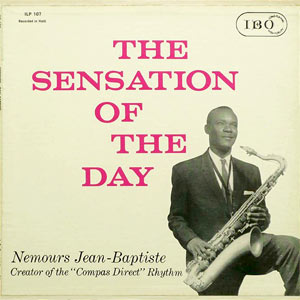 ILP 107
Recorded in Haiti
IBO
THE
SENSATION
OF
THE
DAY
Nemours Jean-Baptiste
Creator of the "Compas Direct" Rhythm